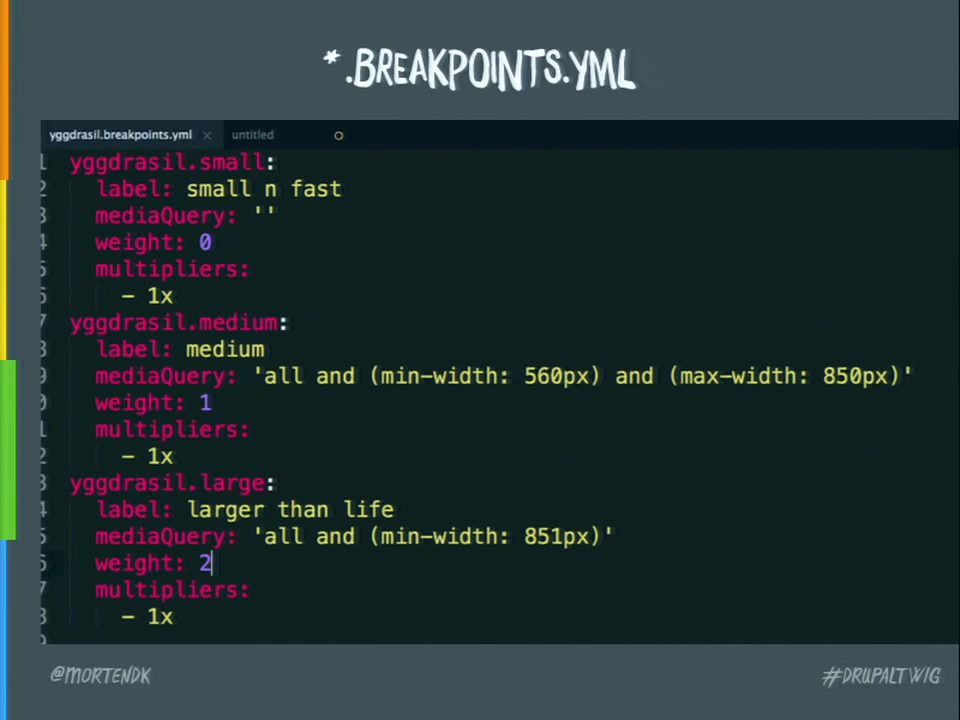 *.BREAKPOINTS.YML
yggdrasil.breakpoints.yml × untitled
1 yggdrasil.small:
2 label: small n fast
3 mediaQuery: ''
4 weight: 0
5 multipliers:
6 - 1x
7 yggdrasil.medium:
8 label: medium
9 mediaQuery: 'all and (min-width: 560px) and (max-width: 850px)'
0 weight: 1
1 multipliers:
2 - 1x
3 yggdrasil.large:
4 label: larger than life
5 mediaQuery: 'all and (min-width: 851px)'
6 weight: 2
7 multipliers:
8 - 1x
9
@MORTENDK
#DRUPALTWIG